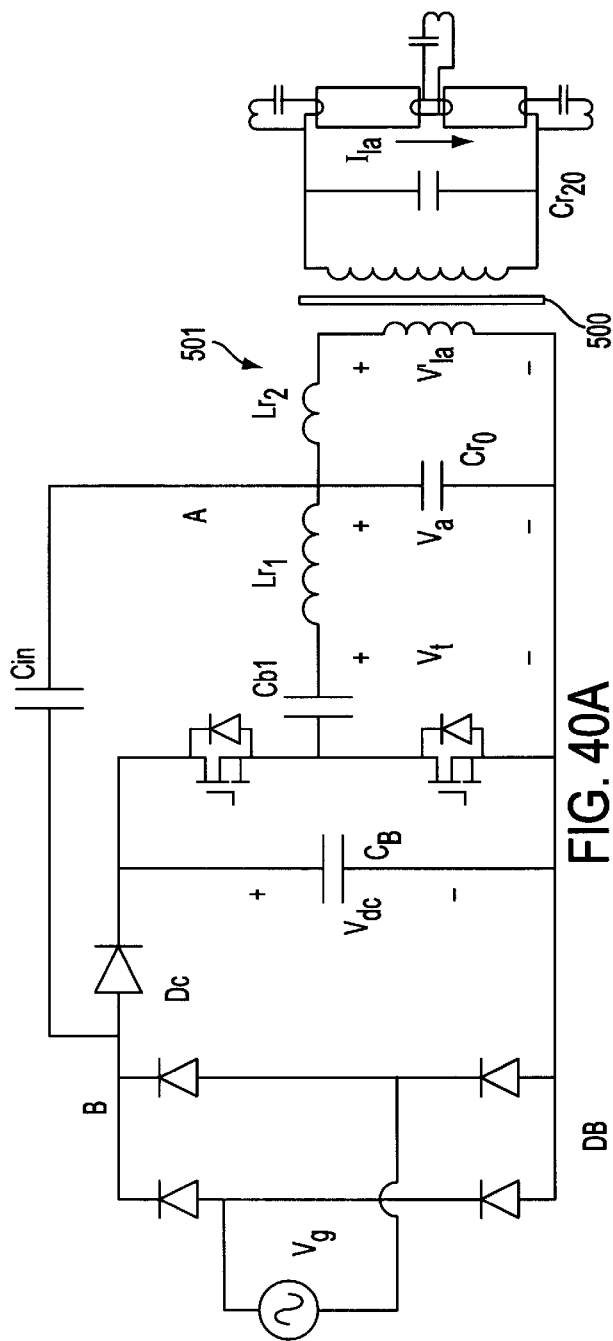 Cin
A
501
B
Dc
Lr1
Lr2
Cb1
Vg
+
Vdc
−
CB
+
Vt
−
+
Va
−
Cr0
+
V'la
−
500
Ila
Cr20
DB
FIG. 40A